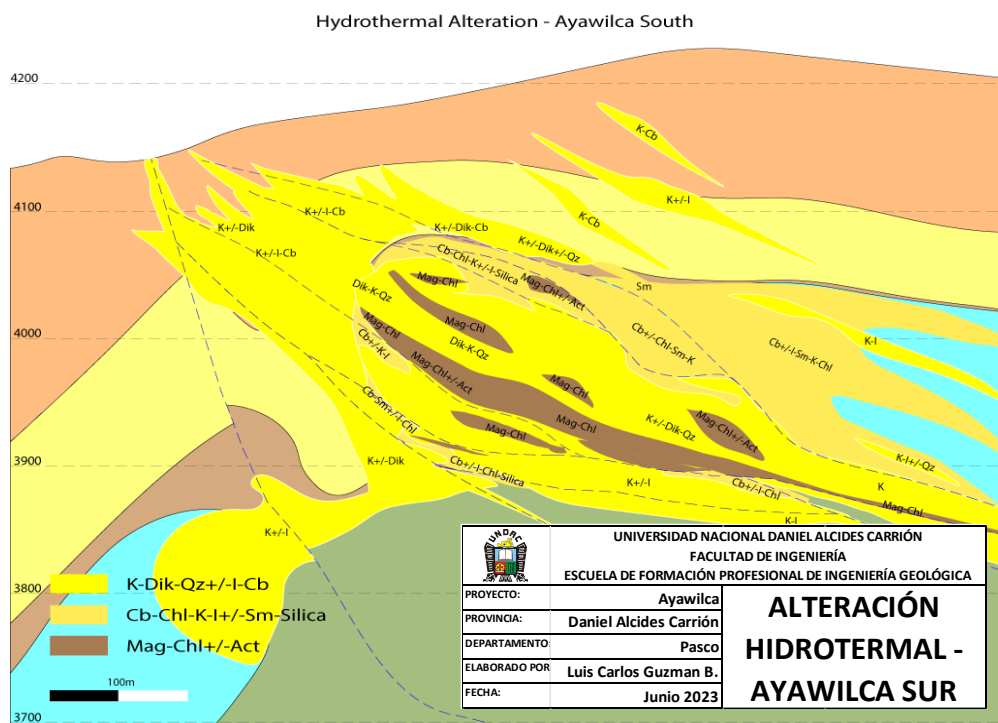 Hydrothermal Alteration - Ayawilca South
4200
K-Cb
K+/-I
4100
K+/-I-Cb
K-Cb
K+/-Dik
K+/-Dik-Cb
K+/-I-Cb
K+/-Dik+/-Qz
Cb-Chl-K+/-I-Silica
Mag-Chl
Mag-Chl+/-Act
Sm
Dik-K-Qz
4000
Mag-Chl
Mag-Chl
Cb+/-Chl-Sm-K
K-I
Cb+/-I-Sm-K-Chl
Dik-K-Qz
Cb+/-K-I
Mag-Chl+/-Act
Mag-Chl
Cb-Sm+/-I-Chl
Mag-Chl
K+/-Dik-Qz
Mag-Chl+/-Act
Mag-Chl
3900
K+/-Dik
Cb+/-I-Chl-Silica
K+/-I
Cb+/-I-Chl
K-I+/-Qz
K
Mag-Chl
K-I
K+/-I
3800
K-Dik-Qz+/-I-Cb
Cb-Chl-K-I+/-Sm-Silica
Mag-Chl+/-Act
100m
3700
UNDAC
UNIVERSIDAD NACIONAL DANIEL ALCIDES CARRIÓN
FACULTAD DE INGENIERÍA
ESCUELA DE FORMACIÓN PROFESIONAL DE INGENIERÍA GEOLÓGICA
PROYECTO: Ayawilca
PROVINCIA: Daniel Alcides Carrión
DEPARTAMENTO: Pasco
ELABORADO POR Luis Carlos Guzman B.
FECHA: Junio 2023
ALTERACIÓN
HIDROTERMAL -
AYAWILCA SUR